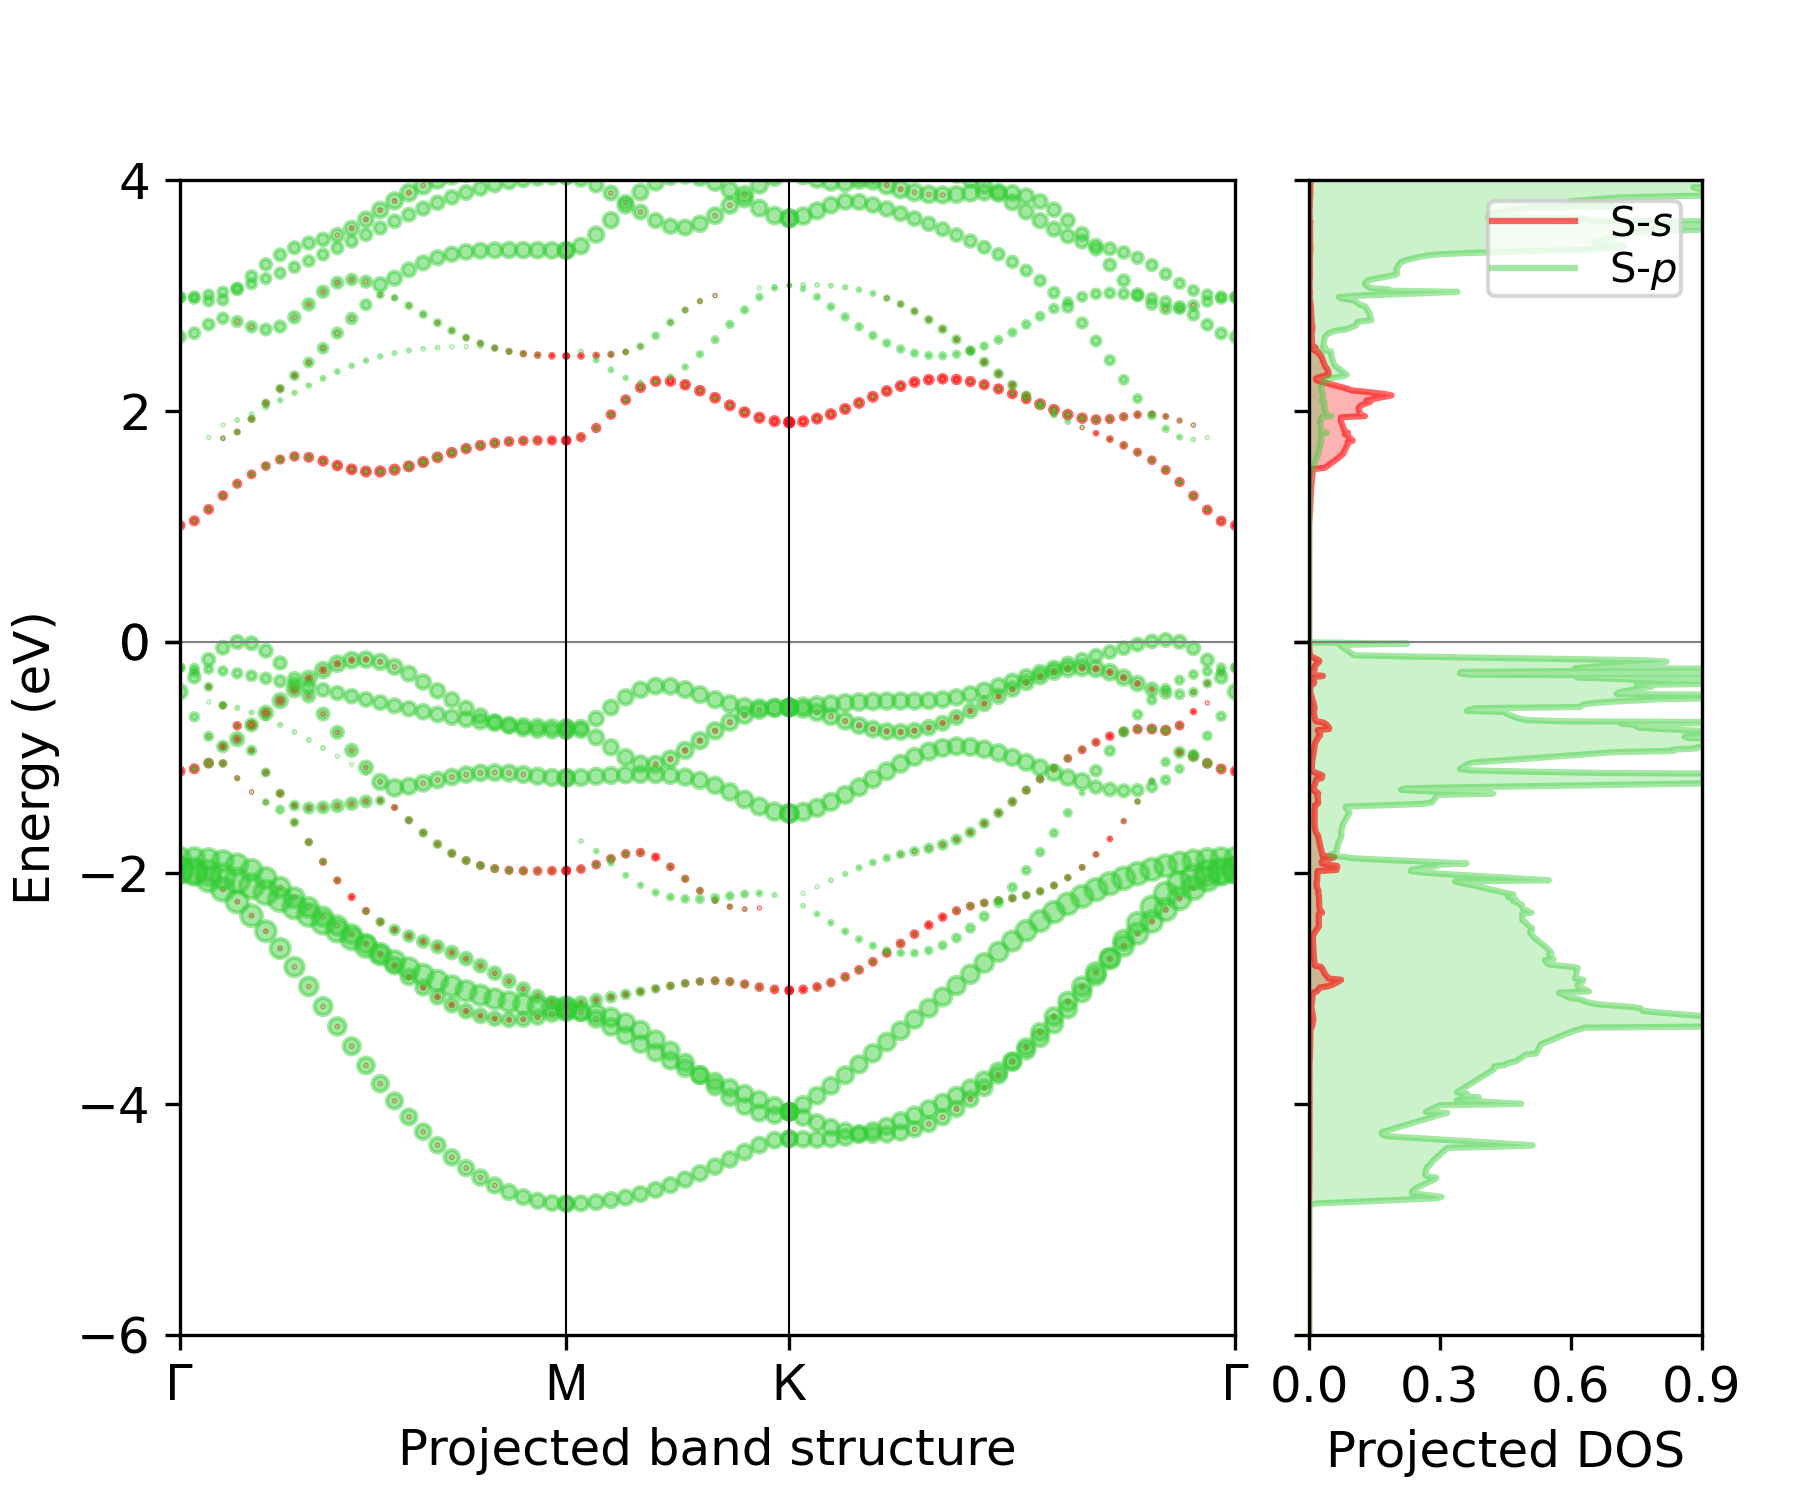 4
2
0
−2
−4
−6
Energy (eV)
Γ M K Γ
Projected band structure
S-s
S-p
0.0 0.3 0.6 0.9
Projected DOS